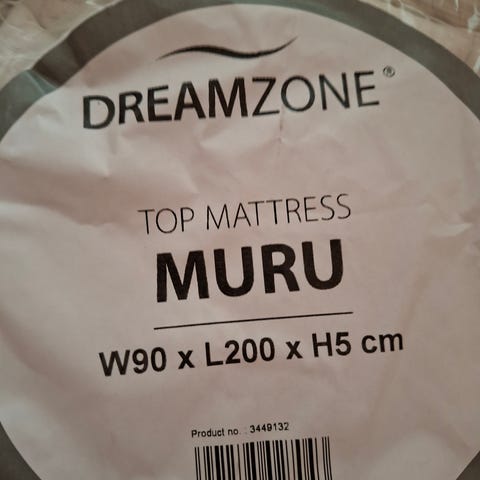 DREAMZONE®
TOP MATTRESS
MURU
W90 x L200 x H5 cm
Product no. : 3449132